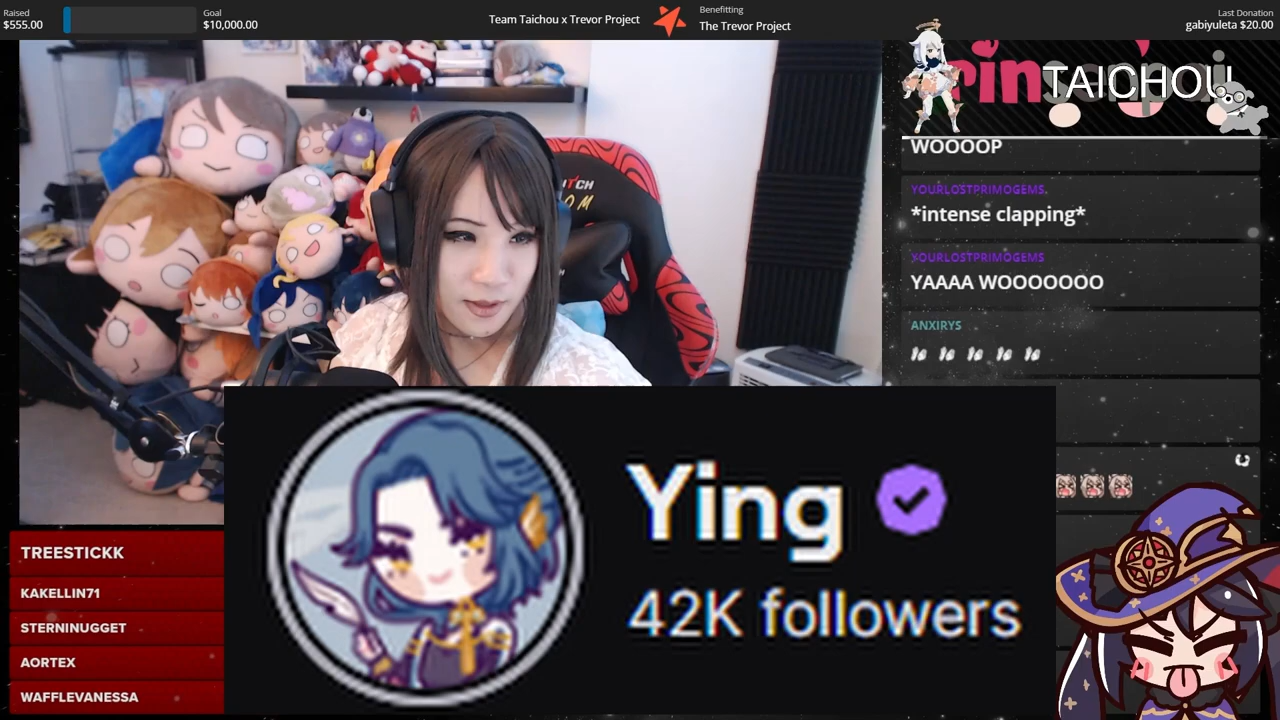 Raised
$555.00
Goal
$10,000.00
Team Taichou x Trevor Project
Benefitting
The Trevor Project
Last Donation
gabiyuleta $20.00
TAICHOU
WOOOOP
YOURLOSTPRIMOGEMS
*intense clapping*
YOURLOSTPRIMOGEMS
YAAAA WOOOOOOO
ANXIRYS
TREESTICKK
KAKELLIN71
STERNINUGGET
AORTEX
WAFFLEVANESSA
Ying
42K followers